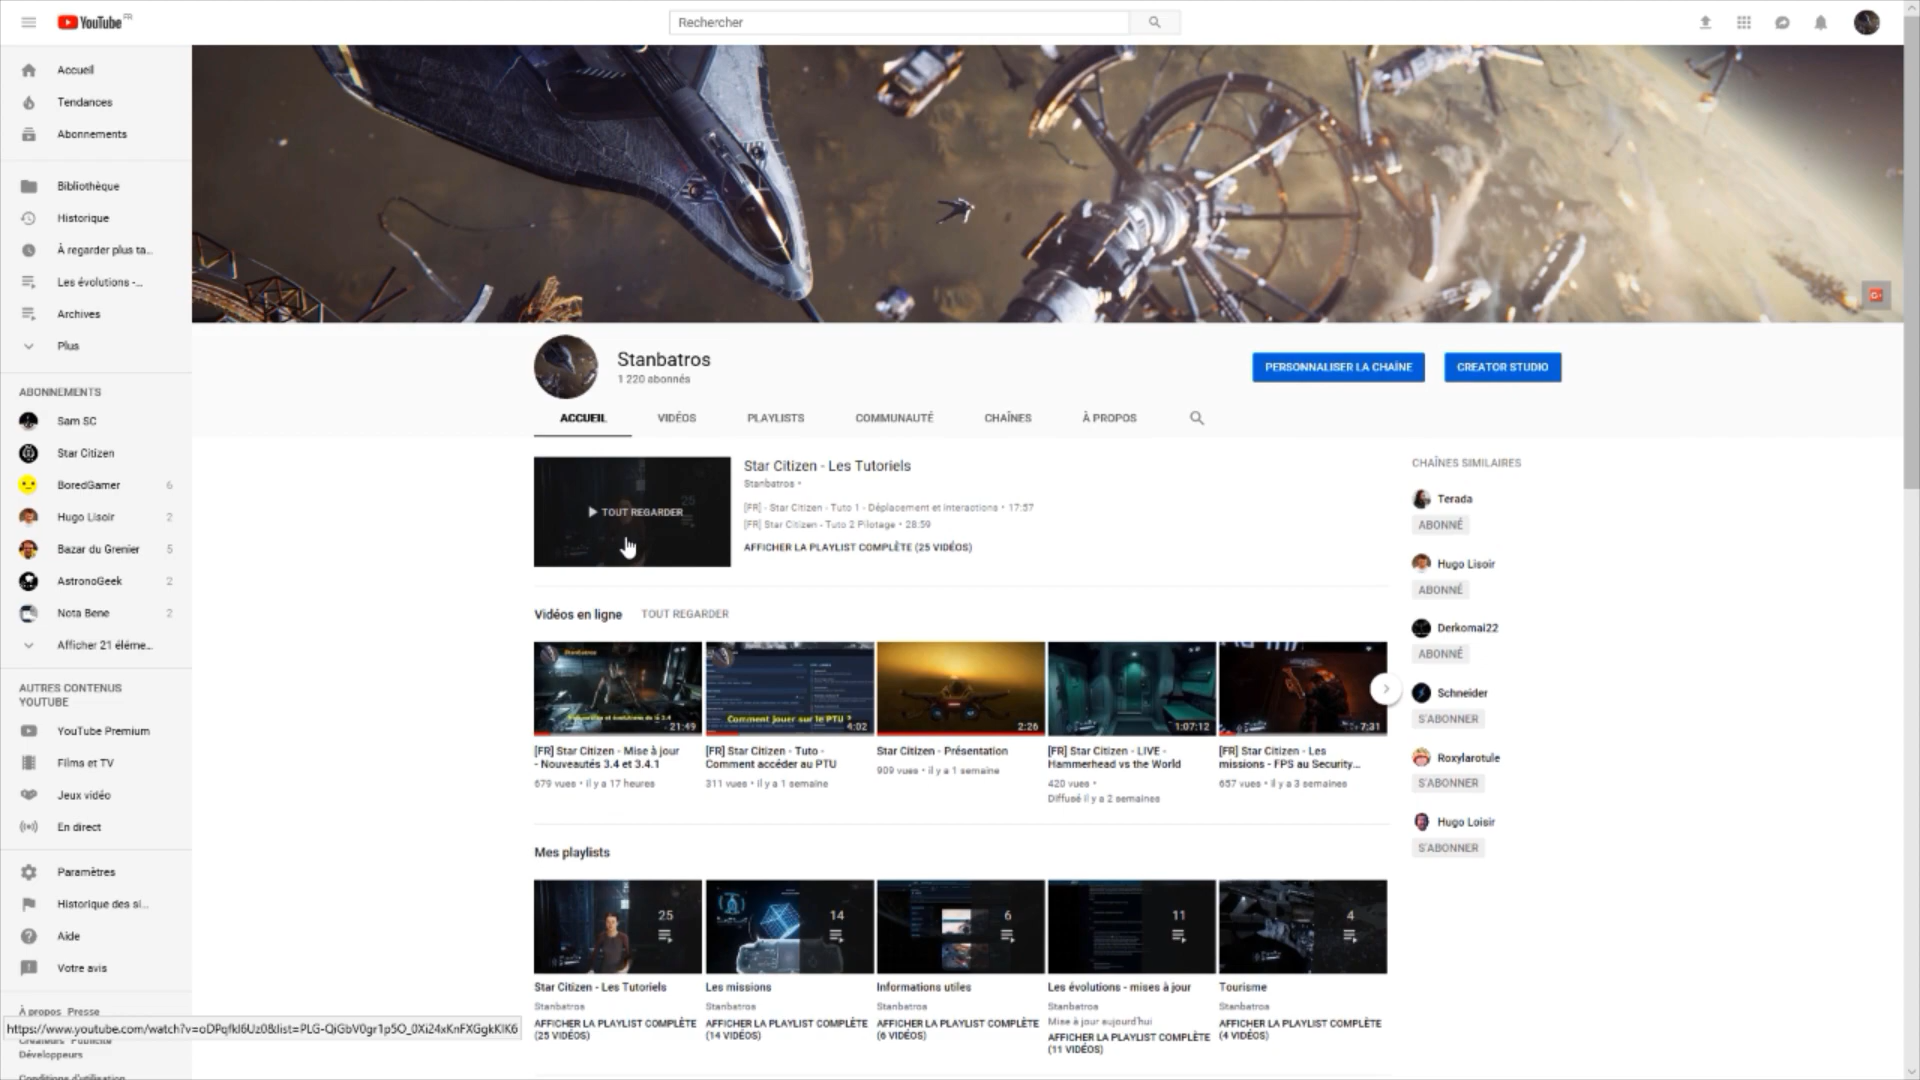 YouTube FR
Rechercher
Accueil
Tendances
Abonnements
Bibliothèque
Historique
À regarder plus ta...
Les évolutions -...
Archives
Plus
ABONNEMENTS
Sam SC
Star Citizen
BoredGamer 6
Hugo Lisoir 2
Bazar du Grenier 5
AstronoGeek 2
Nota Bene 2
Afficher 21 éléme...
AUTRES CONTENUS
YOUTUBE
YouTube Premium
Films et TV
Jeux vidéo
En direct
Paramètres
Historique des si...
Aide
Votre avis
À propos Presse
Créateurs Publicité
Développeurs
Conditions d'utilisation
https://www.youtube.com/watch?v=oDPqfkl6Uz08&list=PLG-QiGbV0gr1p5O_0Xi24xKnFXGgkKIK6
Stanbatros
1 220 abonnés
PERSONNALISER LA CHAÎNE
CREATOR STUDIO
ACCUEIL VIDÉOS PLAYLISTS COMMUNAUTÉ CHAÎNES À PROPOS
25
TOUT REGARDER
Star Citizen - Les Tutoriels
Stanbatros •
[FR] - Star Citizen - Tuto 1 - Déplacement et interactions • 17:57
[FR] Star Citizen - Tuto 2 Pilotage • 28:59
AFFICHER LA PLAYLIST COMPLÈTE (25 VIDÉOS)
Vidéos en ligne TOUT REGARDER
Stanbatros
21:49
[FR] Star Citizen - Mise à jour
- Nouveautés 3.4 et 3.4.1
679 vues • il y a 17 heures
Comment jouer sur le PTU ?
4:02
[FR] Star Citizen - Tuto -
Comment accéder au PTU
311 vues • il y a 1 semaine
2:26
Star Citizen - Présentation
909 vues • il y a 1 semaine
1:07:12
[FR] Star Citizen - LIVE -
Hammerhead vs the World
420 vues •
Diffusé il y a 2 semaines
7:31
[FR] Star Citizen - Les
missions - FPS au Security...
657 vues • il y a 3 semaines
Mes playlists
25
Star Citizen - Les Tutoriels
Stanbatros
AFFICHER LA PLAYLIST COMPLÈTE
(25 VIDÉOS)
14
Les missions
Stanbatros
AFFICHER LA PLAYLIST COMPLÈTE
(14 VIDÉOS)
6
Informations utiles
Stanbatros
AFFICHER LA PLAYLIST COMPLÈTE
(6 VIDÉOS)
11
Les évolutions - mises à jour
Stanbatros
Mise à jour aujourd'hui
AFFICHER LA PLAYLIST COMPLÈTE
(11 VIDÉOS)
4
Tourisme
Stanbatros
AFFICHER LA PLAYLIST COMPLÈTE
(4 VIDÉOS)
CHAÎNES SIMILAIRES
Terada
ABONNÉ
Hugo Lisoir
ABONNÉ
Derkomai22
ABONNÉ
Schneider
S'ABONNER
Roxylarotule
S'ABONNER
Hugo Loisir
S'ABONNER